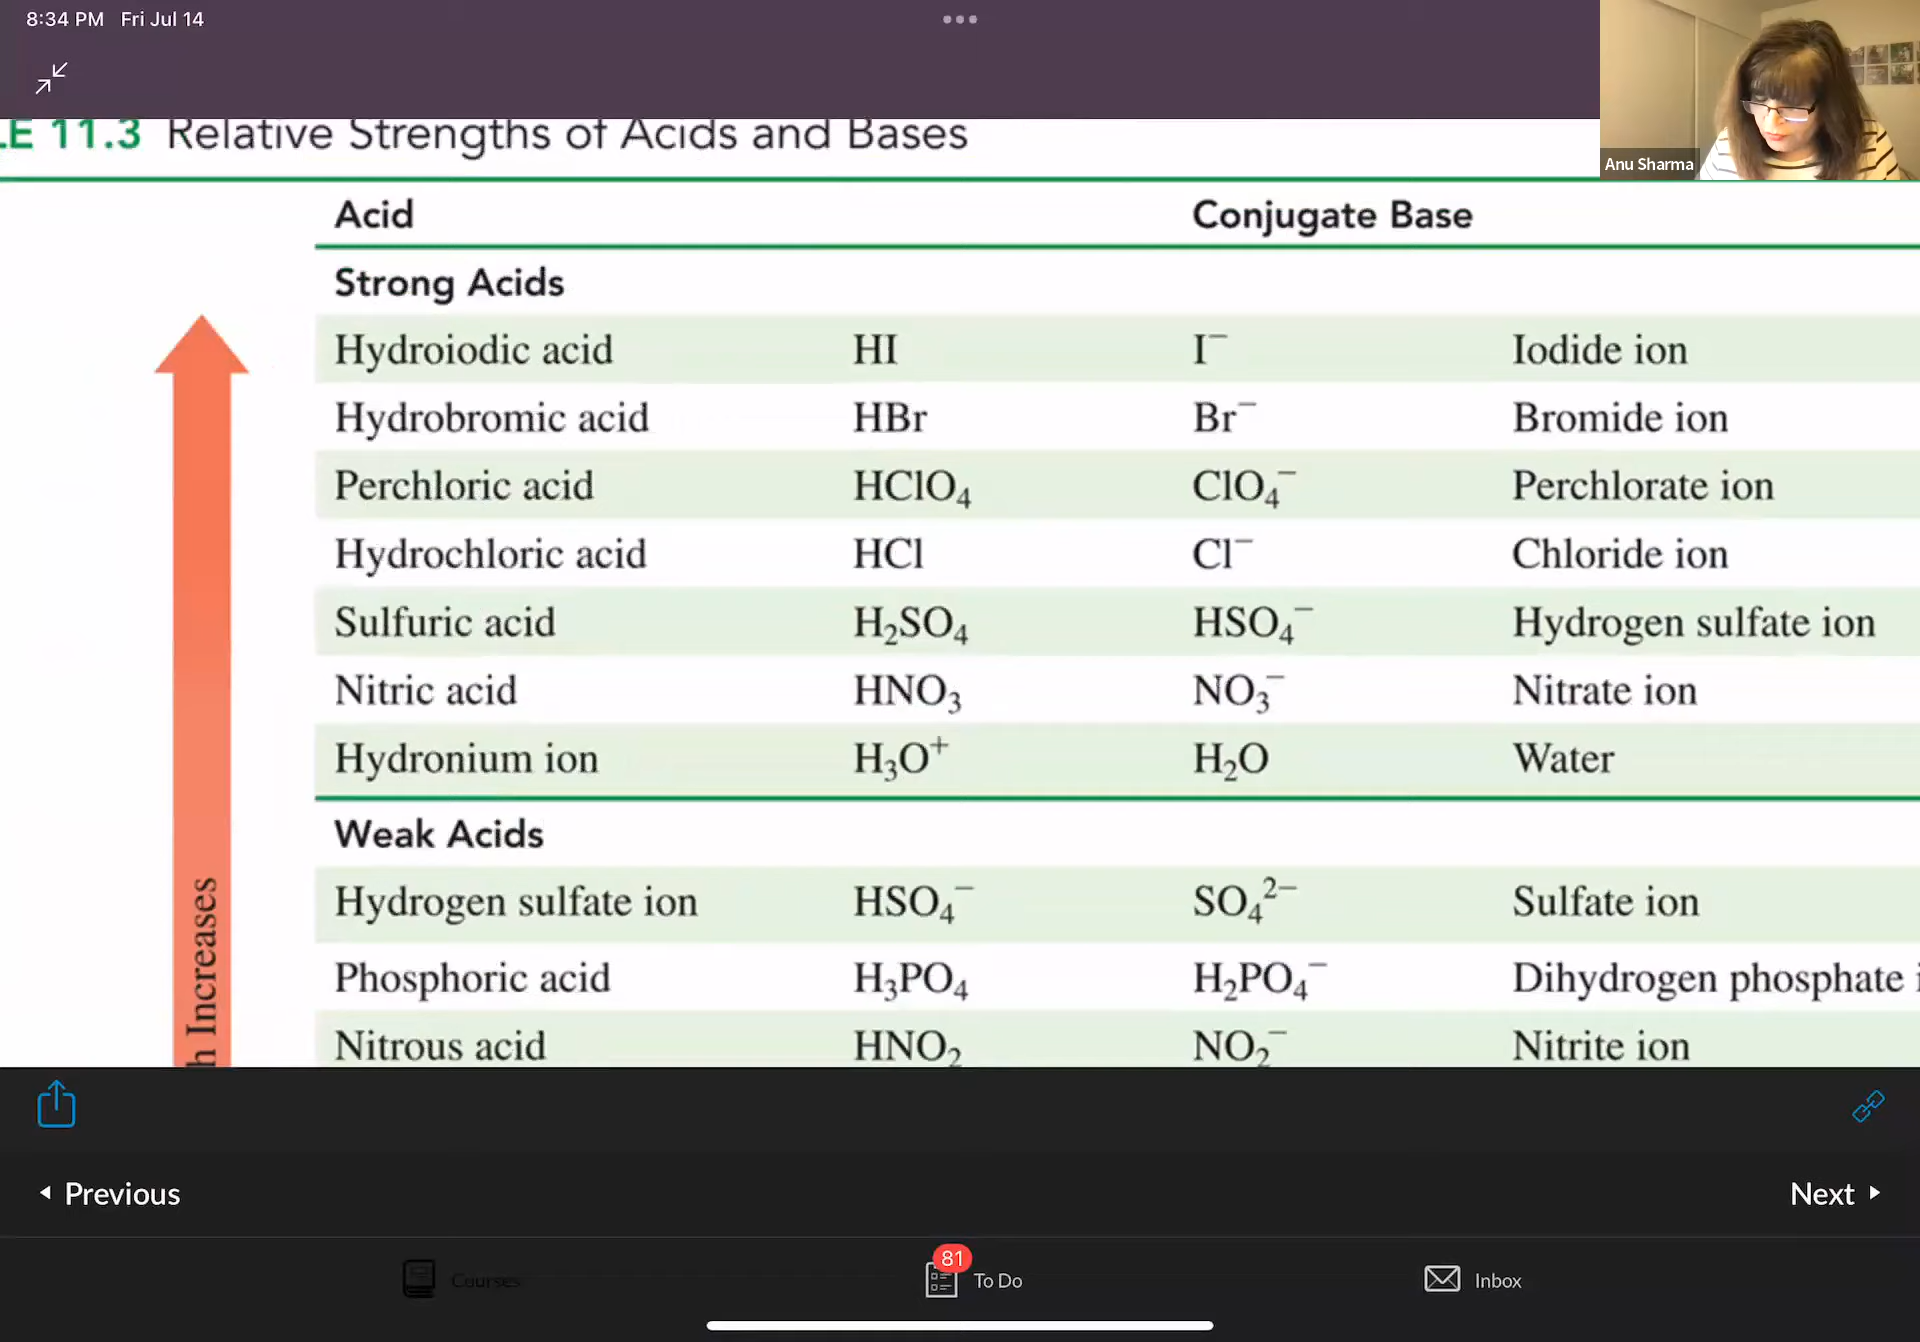 8:34 PM Fri Jul 14
Anu Sharma
LE 11.3 Relative Strengths of Acids and Bases
Acid Conjugate Base
Strong Acids
Hydroiodic acid HI I⁻ Iodide ion
Hydrobromic acid HBr Br⁻ Bromide ion
Perchloric acid HClO₄ ClO₄⁻ Perchlorate ion
Hydrochloric acid HCl Cl⁻ Chloride ion
Sulfuric acid H₂SO₄ HSO₄⁻ Hydrogen sulfate ion
Nitric acid HNO₃ NO₃⁻ Nitrate ion
Hydronium ion H₃O⁺ H₂O Water
Weak Acids
Hydrogen sulfate ion HSO₄⁻ SO₄²⁻ Sulfate ion
Phosphoric acid H₃PO₄ H₂PO₄⁻ Dihydrogen phosphate i
Nitrous acid HNO₂ NO₂⁻ Nitrite ion
h Increases
Previous Next
Courses 81 To Do Inbox